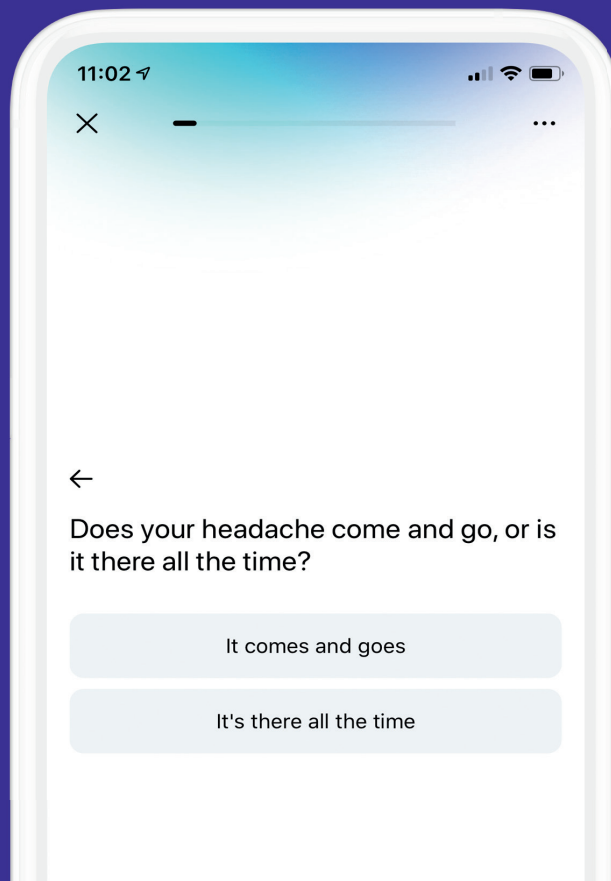 11:02
Does your headache come and go, or is
it there all the time?
It comes and goes
It's there all the time